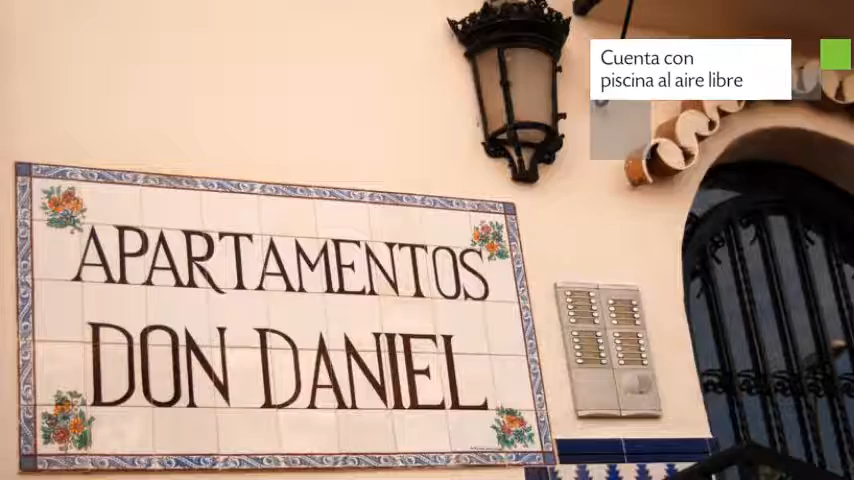 Cuenta con
piscina al aire libre
APARTAMENTOS
DON DANIEL